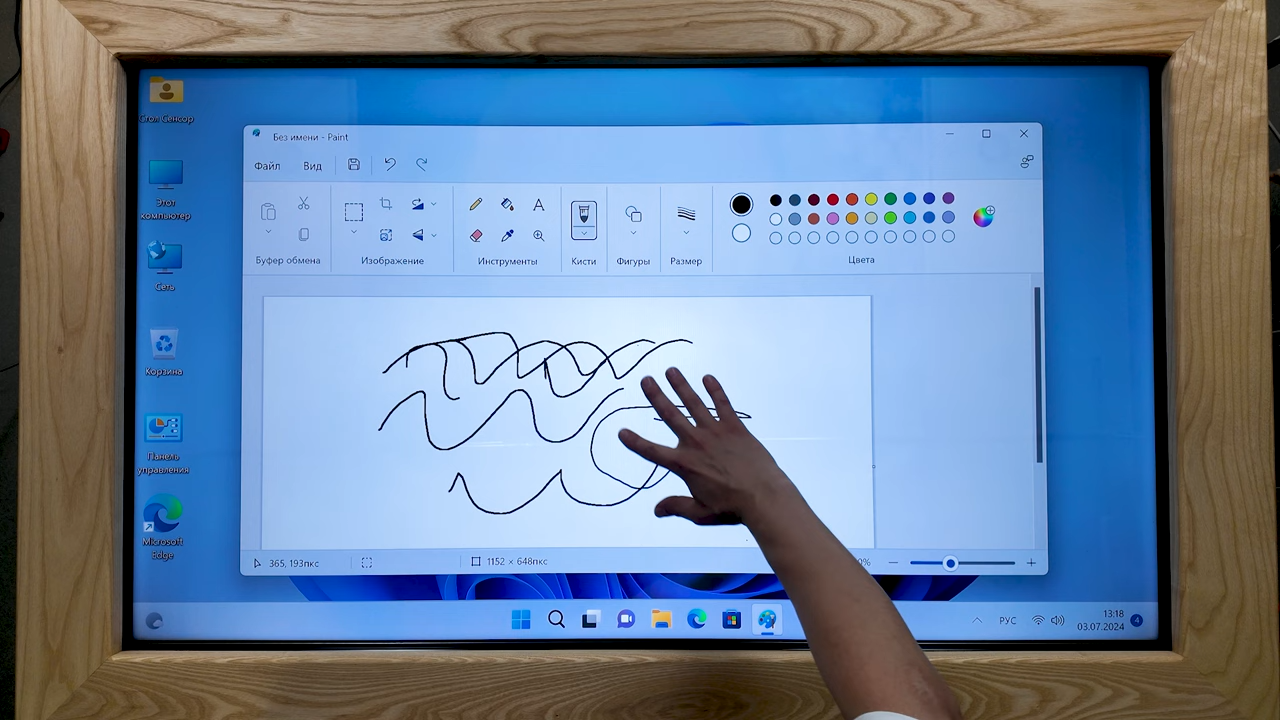 Стол Сенсор
Этот
компьютер
Сеть
Корзина
Панель
управления
Microsoft
Edge
Без имени - Paint
Файл
Вид
Буфер обмена
Изображение
Инструменты
Кисти
Фигуры
Размер
Цвета
365, 193пкс
1152 × 648пкс
РУС
13:18
03.07.2024
4